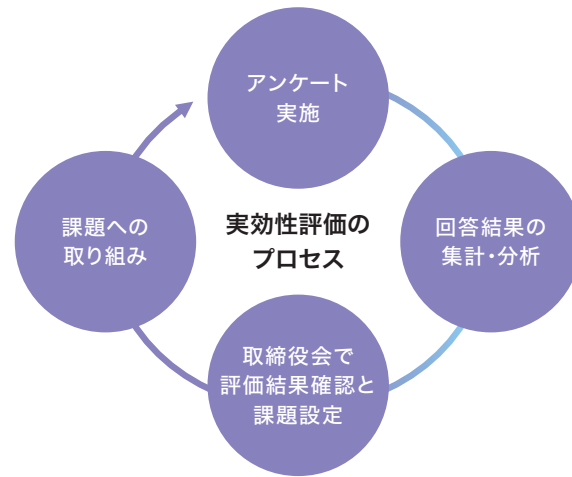 アンケート
実施
回答結果の
集計・分析
取締役会で
評価結果確認と
課題設定
課題への
取り組み
実効性評価の
プロセス